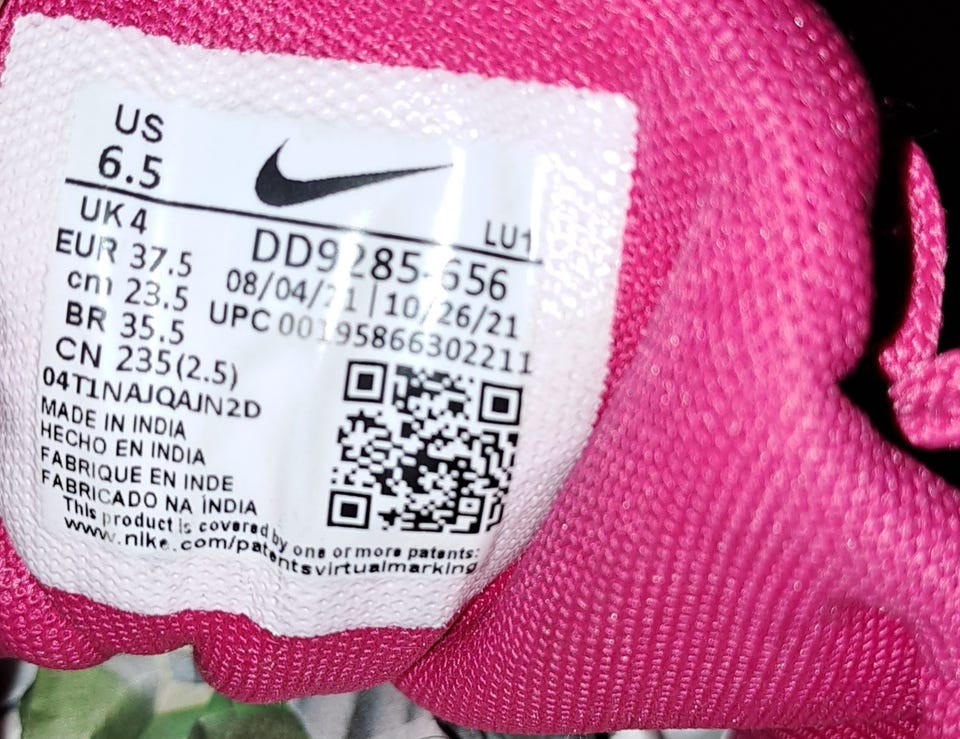 US
6.5
UK 4
EUR 37.5
cm 23.5
BR 35.5
CN 235(2.5)
04T1NAJQAJN2D
MADE IN INDIA
HECHO EN INDIA
FABRIQUE EN INDE
FABRICADO NA ÍNDIA
LU1
DD9285-656
08/04/21 | 10/26/21
UPC 00195866302211
This product is covered by one or more patents:
www.nike.com/patentsvirtualmarking